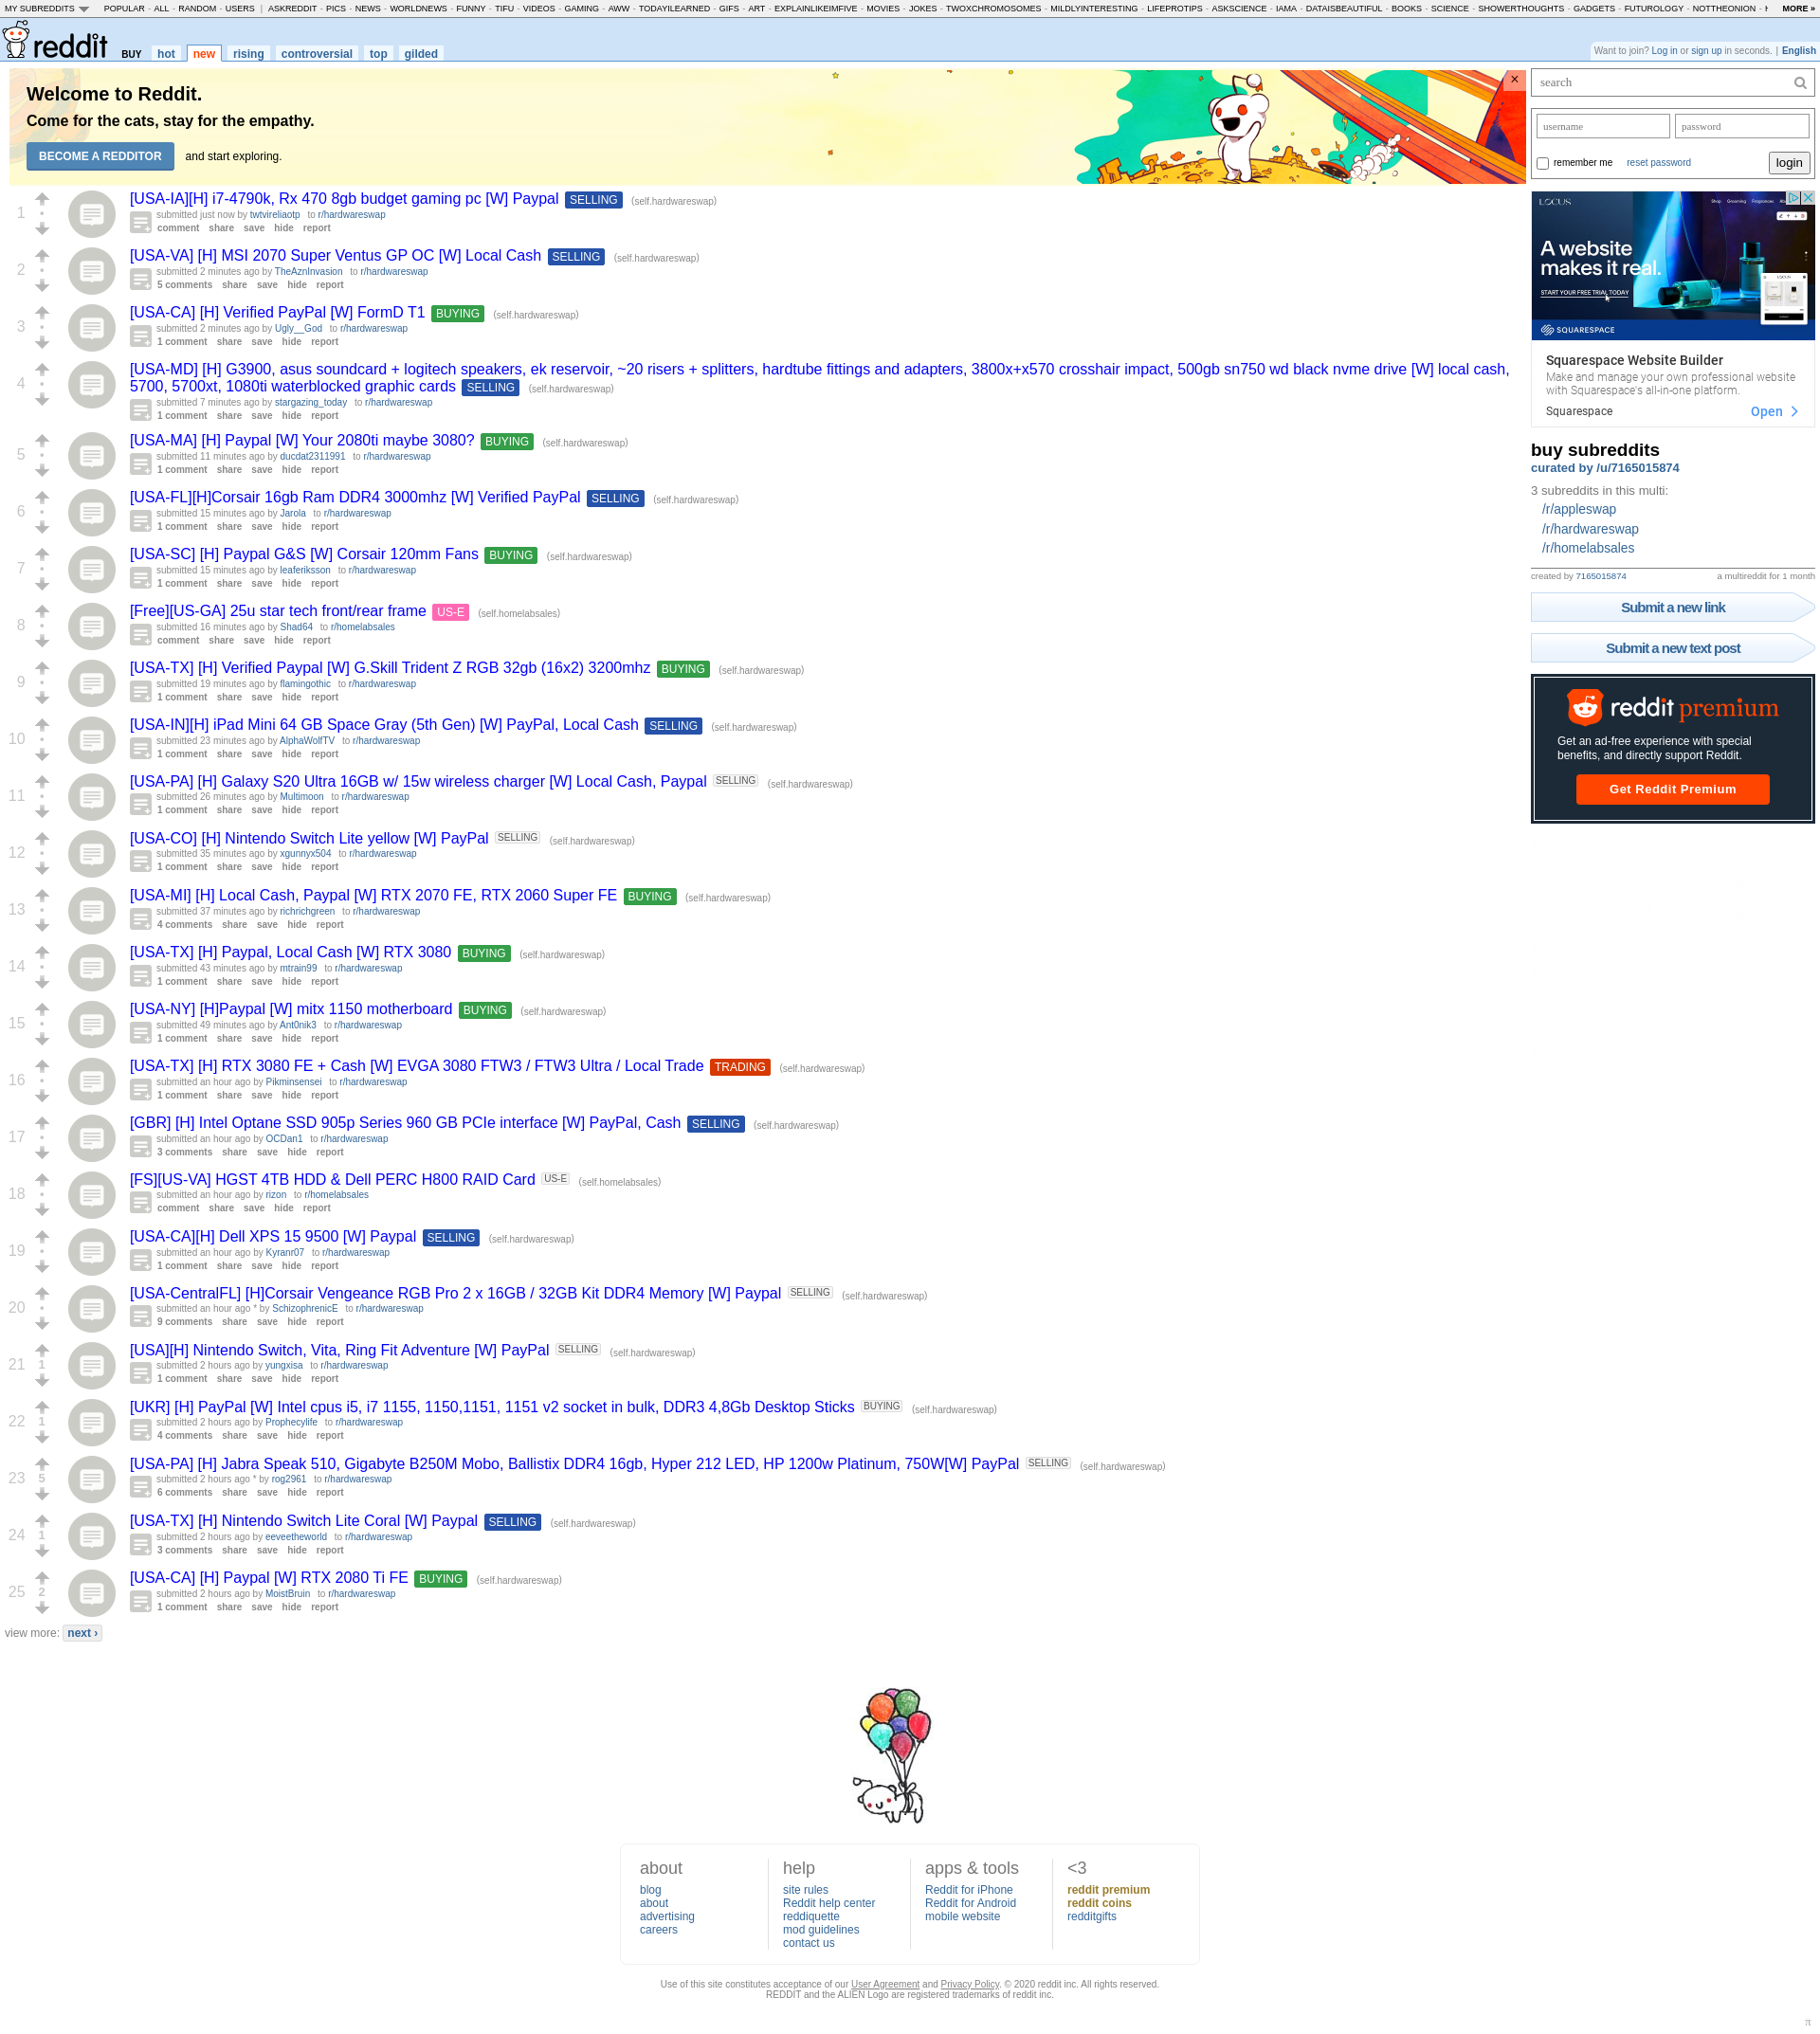 MY SUBREDDITS POPULAR - ALL - RANDOM - USERS | ASKREDDIT - PICS - NEWS - WORLDNEWS - FUNNY - TIFU - VIDEOS - GAMING - AWW - TODAYILEARNED - GIFS - ART - EXPLAINLIKEIMFIVE - MOVIES - JOKES - TWOXCHROMOSOMES - MILDLYINTERESTING - LIFEPROTIPS - ASKSCIENCE - IAMA - DATAISBEAUTIFUL - BOOKS - SCIENCE - SHOWERTHOUGHTS - GADGETS - FUTUROLOGY - NOTTHEONION - MORE »
reddit BUY hot new rising controversial top gilded
Want to join? Log in or sign up in seconds. | English
Welcome to Reddit.
Come for the cats, stay for the empathy.
BECOME A REDDITOR and start exploring.
×
1
[USA-IA][H] i7-4790k, Rx 470 8gb budget gaming pc [W] Paypal SELLING (self.hardwareswap)
submitted just now by twtvireliaotp to r/hardwareswap
comment share save hide report
2
[USA-VA] [H] MSI 2070 Super Ventus GP OC [W] Local Cash SELLING (self.hardwareswap)
submitted 2 minutes ago by TheAznInvasion to r/hardwareswap
5 comments share save hide report
3
[USA-CA] [H] Verified PayPal [W] FormD T1 BUYING (self.hardwareswap)
submitted 2 minutes ago by Ugly__God to r/hardwareswap
1 comment share save hide report
4
[USA-MD] [H] G3900, asus soundcard + logitech speakers, ek reservoir, ~20 risers + splitters, hardtube fittings and adapters, 3800x+x570 crosshair impact, 500gb sn750 wd black nvme drive [W] local cash,
5700, 5700xt, 1080ti waterblocked graphic cards SELLING (self.hardwareswap)
submitted 7 minutes ago by stargazing_today to r/hardwareswap
1 comment share save hide report
5
[USA-MA] [H] Paypal [W] Your 2080ti maybe 3080? BUYING (self.hardwareswap)
submitted 11 minutes ago by ducdat2311991 to r/hardwareswap
1 comment share save hide report
6
[USA-FL][H]Corsair 16gb Ram DDR4 3000mhz [W] Verified PayPal SELLING (self.hardwareswap)
submitted 15 minutes ago by Jarola to r/hardwareswap
1 comment share save hide report
7
[USA-SC] [H] Paypal G&S [W] Corsair 120mm Fans BUYING (self.hardwareswap)
submitted 15 minutes ago by leaferiksson to r/hardwareswap
1 comment share save hide report
8
[Free][US-GA] 25u star tech front/rear frame US-E (self.homelabsales)
submitted 16 minutes ago by Shad64 to r/homelabsales
comment share save hide report
9
[USA-TX] [H] Verified Paypal [W] G.Skill Trident Z RGB 32gb (16x2) 3200mhz BUYING (self.hardwareswap)
submitted 19 minutes ago by flamingothic to r/hardwareswap
1 comment share save hide report
10
[USA-IN][H] iPad Mini 64 GB Space Gray (5th Gen) [W] PayPal, Local Cash SELLING (self.hardwareswap)
submitted 23 minutes ago by AlphaWolfTV to r/hardwareswap
1 comment share save hide report
11
[USA-PA] [H] Galaxy S20 Ultra 16GB w/ 15w wireless charger [W] Local Cash, Paypal SELLING (self.hardwareswap)
submitted 26 minutes ago by Multimoon to r/hardwareswap
1 comment share save hide report
12
[USA-CO] [H] Nintendo Switch Lite yellow [W] PayPal SELLING (self.hardwareswap)
submitted 35 minutes ago by xgunnyx504 to r/hardwareswap
1 comment share save hide report
13
[USA-MI] [H] Local Cash, Paypal [W] RTX 2070 FE, RTX 2060 Super FE BUYING (self.hardwareswap)
submitted 37 minutes ago by richrichgreen to r/hardwareswap
4 comments share save hide report
14
[USA-TX] [H] Paypal, Local Cash [W] RTX 3080 BUYING (self.hardwareswap)
submitted 43 minutes ago by mtrain99 to r/hardwareswap
1 comment share save hide report
15
[USA-NY] [H]Paypal [W] mitx 1150 motherboard BUYING (self.hardwareswap)
submitted 49 minutes ago by Ant0nik3 to r/hardwareswap
1 comment share save hide report
16
[USA-TX] [H] RTX 3080 FE + Cash [W] EVGA 3080 FTW3 / FTW3 Ultra / Local Trade TRADING (self.hardwareswap)
submitted an hour ago by Pikminsensei to r/hardwareswap
1 comment share save hide report
17
[GBR] [H] Intel Optane SSD 905p Series 960 GB PCIe interface [W] PayPal, Cash SELLING (self.hardwareswap)
submitted an hour ago by OCDan1 to r/hardwareswap
3 comments share save hide report
18
[FS][US-VA] HGST 4TB HDD & Dell PERC H800 RAID Card US-E (self.homelabsales)
submitted an hour ago by rizon to r/homelabsales
comment share save hide report
19
[USA-CA][H] Dell XPS 15 9500 [W] Paypal SELLING (self.hardwareswap)
submitted an hour ago by Kyranr07 to r/hardwareswap
1 comment share save hide report
20
[USA-CentralFL] [H]Corsair Vengeance RGB Pro 2 x 16GB / 32GB Kit DDR4 Memory [W] Paypal SELLING (self.hardwareswap)
submitted an hour ago * by SchizophrenicE to r/hardwareswap
9 comments share save hide report
21 1
[USA][H] Nintendo Switch, Vita, Ring Fit Adventure [W] PayPal SELLING (self.hardwareswap)
submitted 2 hours ago by yungxisa to r/hardwareswap
1 comment share save hide report
22 1
[UKR] [H] PayPal [W] Intel cpus i5, i7 1155, 1150,1151, 1151 v2 socket in bulk, DDR3 4,8Gb Desktop Sticks BUYING (self.hardwareswap)
submitted 2 hours ago by Prophecylife to r/hardwareswap
4 comments share save hide report
23 5
[USA-PA] [H] Jabra Speak 510, Gigabyte B250M Mobo, Ballistix DDR4 16gb, Hyper 212 LED, HP 1200w Platinum, 750W[W] PayPal SELLING (self.hardwareswap)
submitted 2 hours ago * by rog2961 to r/hardwareswap
6 comments share save hide report
24 1
[USA-TX] [H] Nintendo Switch Lite Coral [W] Paypal SELLING (self.hardwareswap)
submitted 2 hours ago by eeveetheworld to r/hardwareswap
3 comments share save hide report
25 2
[USA-CA] [H] Paypal [W] RTX 2080 Ti FE BUYING (self.hardwareswap)
submitted 2 hours ago by MoistBruin to r/hardwareswap
1 comment share save hide report
view more: next ›
search
username password
remember me reset password login
LOCUS
A website
makes it real.
START YOUR FREE TRIAL TODAY
SQUARESPACE
Squarespace Website Builder
Make and manage your own professional website
with Squarespace's all-in-one platform.
Squarespace Open
buy subreddits
curated by /u/7165015874
3 subreddits in this multi:
/r/appleswap
/r/hardwareswap
/r/homelabsales
created by 7165015874 a multireddit for 1 month
Submit a new link
Submit a new text post
reddit premium
Get an ad-free experience with special
benefits, and directly support Reddit.
Get Reddit Premium
about
blog
about
advertising
careers
help
site rules
Reddit help center
reddiquette
mod guidelines
contact us
apps & tools
Reddit for iPhone
Reddit for Android
mobile website
<3
reddit premium
reddit coins
redditgifts
Use of this site constitutes acceptance of our User Agreement and Privacy Policy. © 2020 reddit inc. All rights reserved.
REDDIT and the ALIEN Logo are registered trademarks of reddit inc.
π